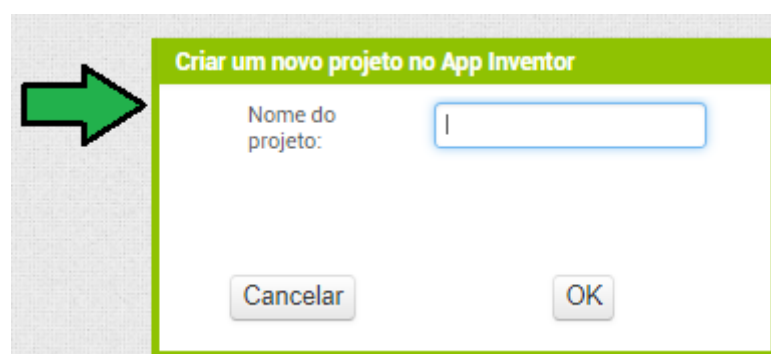 Criar um novo projeto no App Inventor
Nome do
projeto:
Cancelar
OK